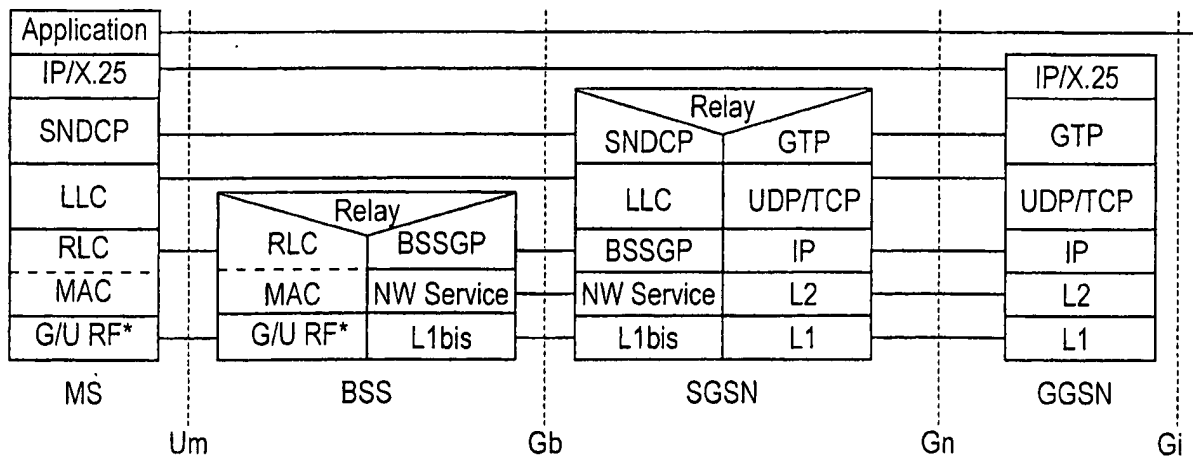 Application
IP/X.25
SNDCP
LLC
RLC
MAC
G/U RF*
MS
Relay
RLC
BSSGP
MAC
NW Service
G/U RF*
L1bis
BSS
Relay
SNDCP
GTP
LLC
UDP/TCP
BSSGP
IP
NW Service
L2
L1bis
L1
SGSN
IP/X.25
GTP
UDP/TCP
IP
L2
L1
GGSN
Um
Gb
Gn
Gi